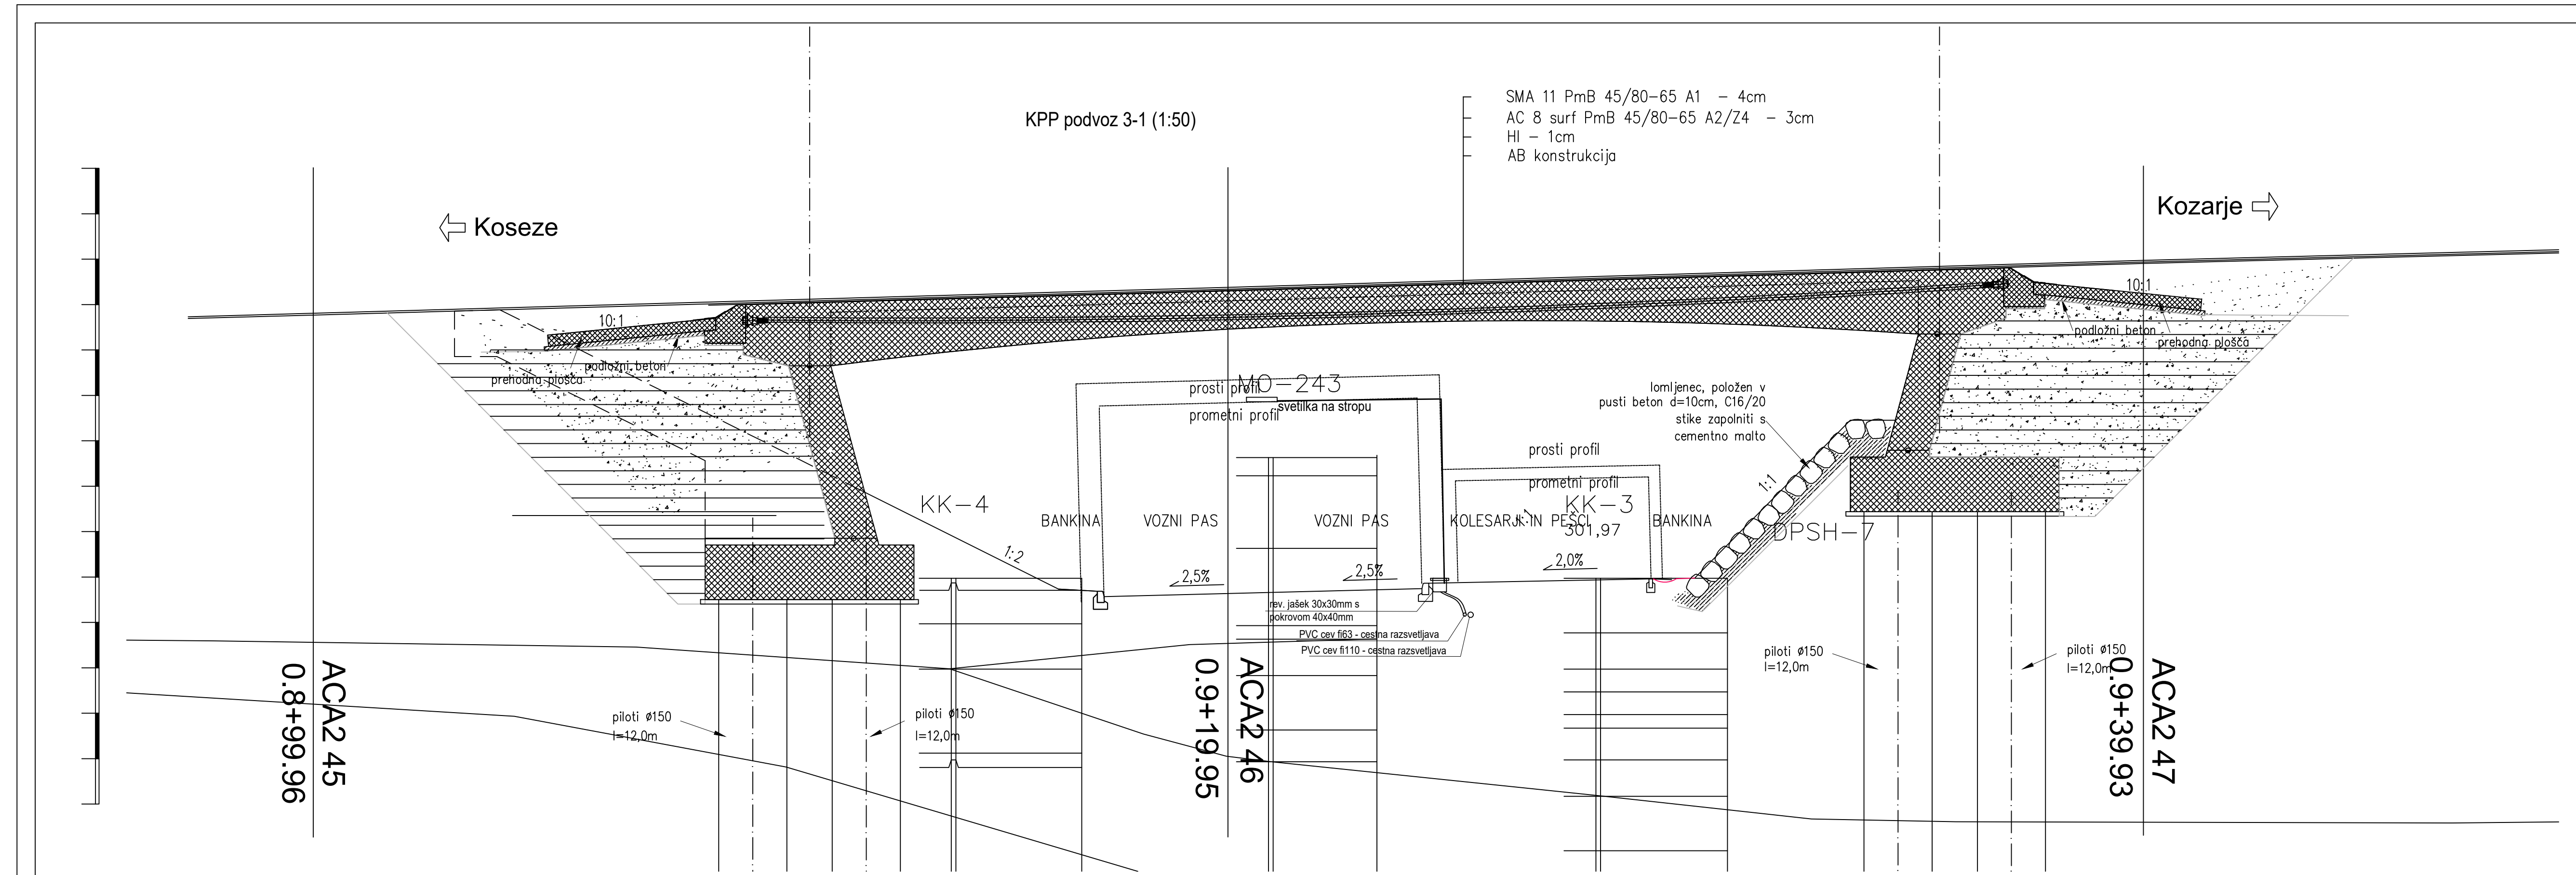 KPP podvoz 3-1 (1:50)
SMA 11 PmB 45/80-65 A1 - 4cm
AC 8 surf PmB 45/80-65 A2/Z4 - 3cm
HI - 1cm
AB konstrukcija
Koseze
Kozarje
10:1
podložni beton
prehodna plošča
10:1
podložni beton
prehodna plošča
MO-243
prosti profil
svetilka na stropu
prometni profil
lomljenec, položen v
pusti beton d=10cm, C16/20
stike zapolniti s
cementno malto
1:1
prosti profil
prometni profil
KK-4
KK-3
301,97
BANKINA
VOZNI PAS
VOZNI PAS
KOLESARJI IN PEŠCI
BANKINA
DPSH-7
1:2
2,5%
2,5%
2,0%
rev. jašek 30x30mm s
pokrovom 40x40mm
PVC cev fi63 - cestna razsvetljava
PVC cev fi110 - cestna razsvetljava
piloti ø150
l=12,0m
piloti ø150
l=12,0m
piloti ø150
l=12,0m
piloti ø150
l=12,0m
ACA2 45
0.8+99.96
ACA2 46
0.9+19.95
ACA2 47
0.9+39.93